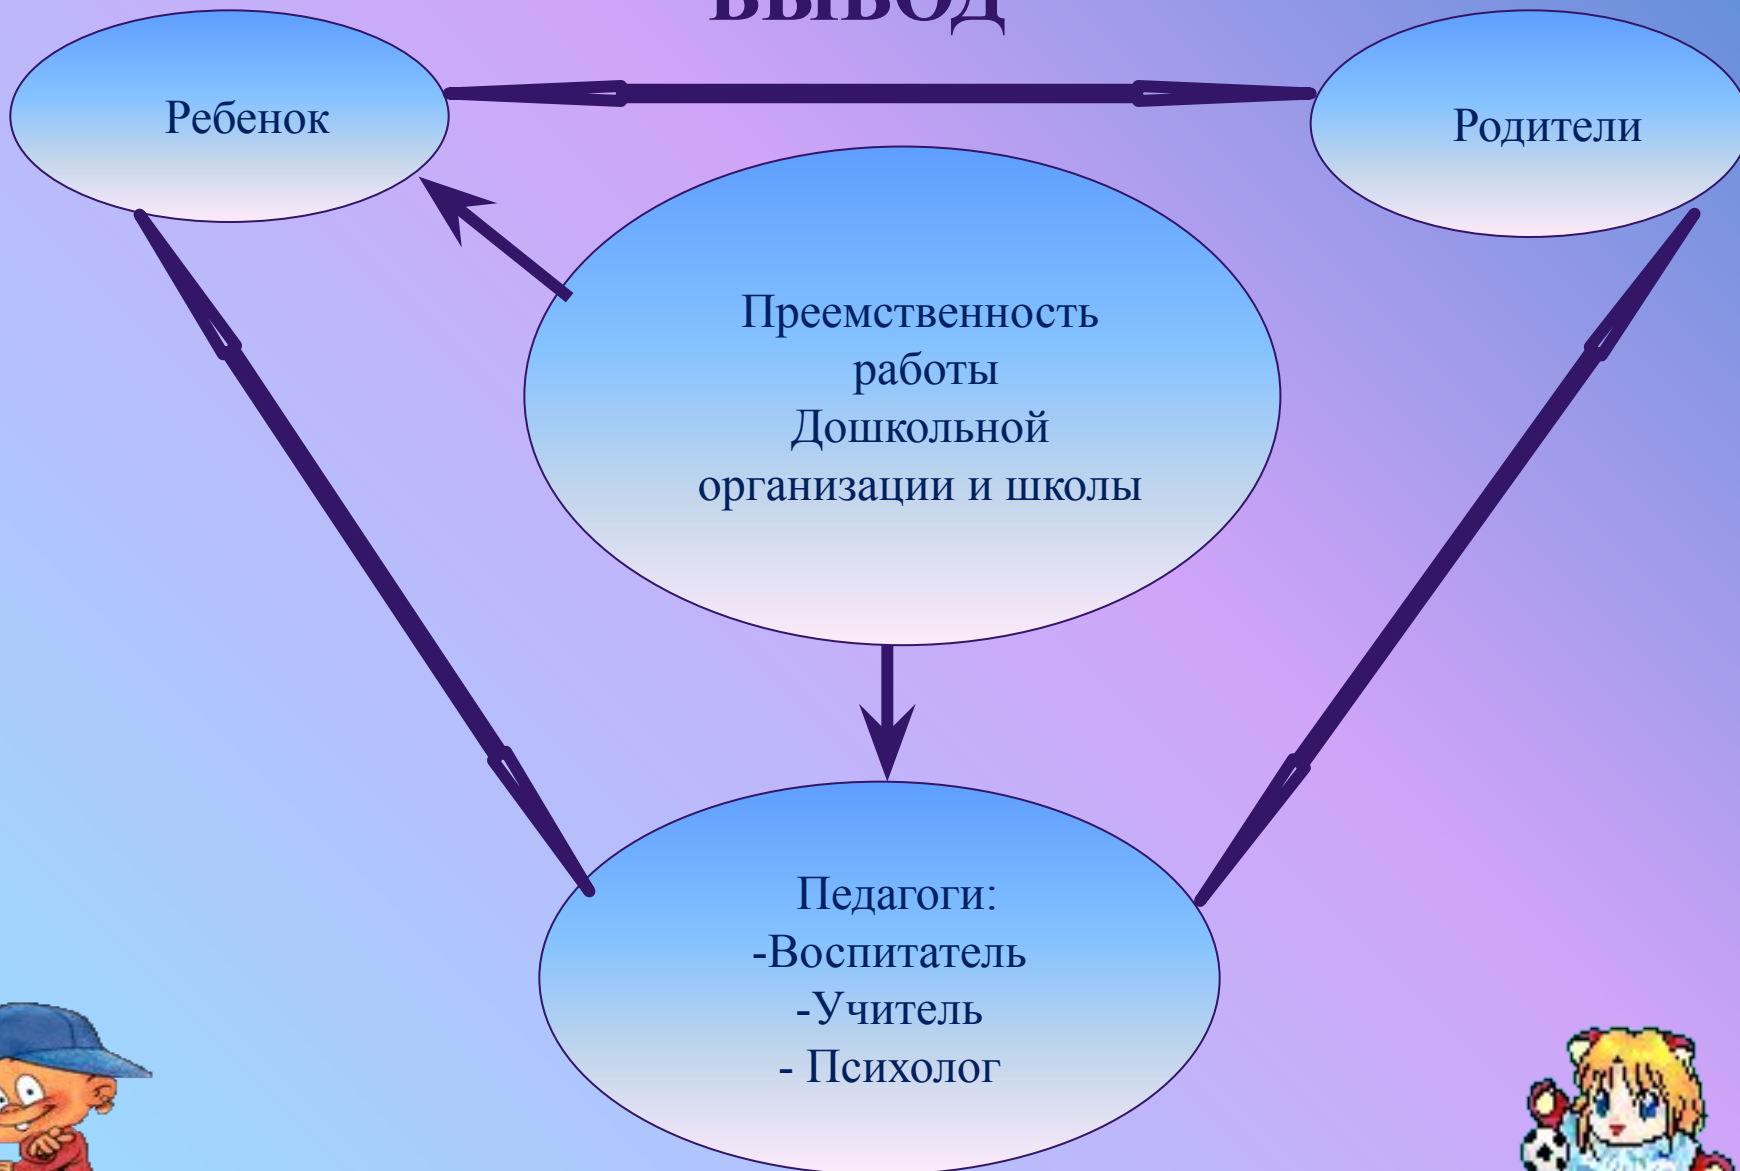 ВЫВОД
Ребенок
Родители
Преемственность
работы
Дошкольной
организации и школы
Педагоги:
-Воспитатель
-Учитель
- Психолог